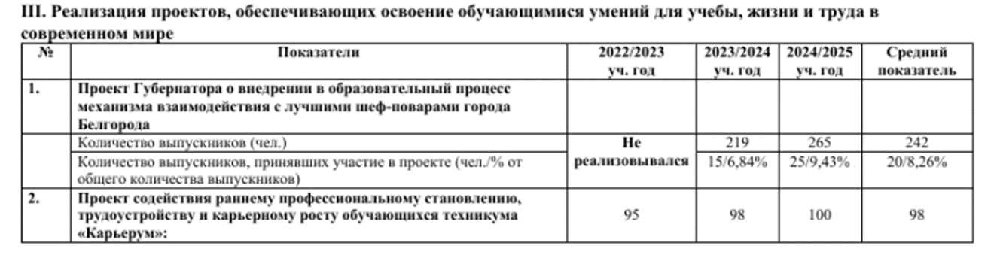 III. Реализация проектов, обеспечивающих освоение обучающимися умений для учебы, жизни и труда в
современном мире
№ Показатели 2022/2023 2023/2024 2024/2025 Средний
уч. год уч. год уч. год показатель
1. Проект Губернатора о внедрении в образовательный процесс
механизма взаимодействия с лучшими шеф-поварами города
Белгорода
Количество выпускников (чел.) Не 219 265 242
Количество выпускников, принявших участие в проекте (чел./% от реализовывался 15/6,84% 25/9,43% 20/8,26%
общего количества выпускников)
2. Проект содействия раннему профессиональному становлению,
трудоустройству и карьерному росту обучающихся техникума 95 98 100 98
«Карьерум»: